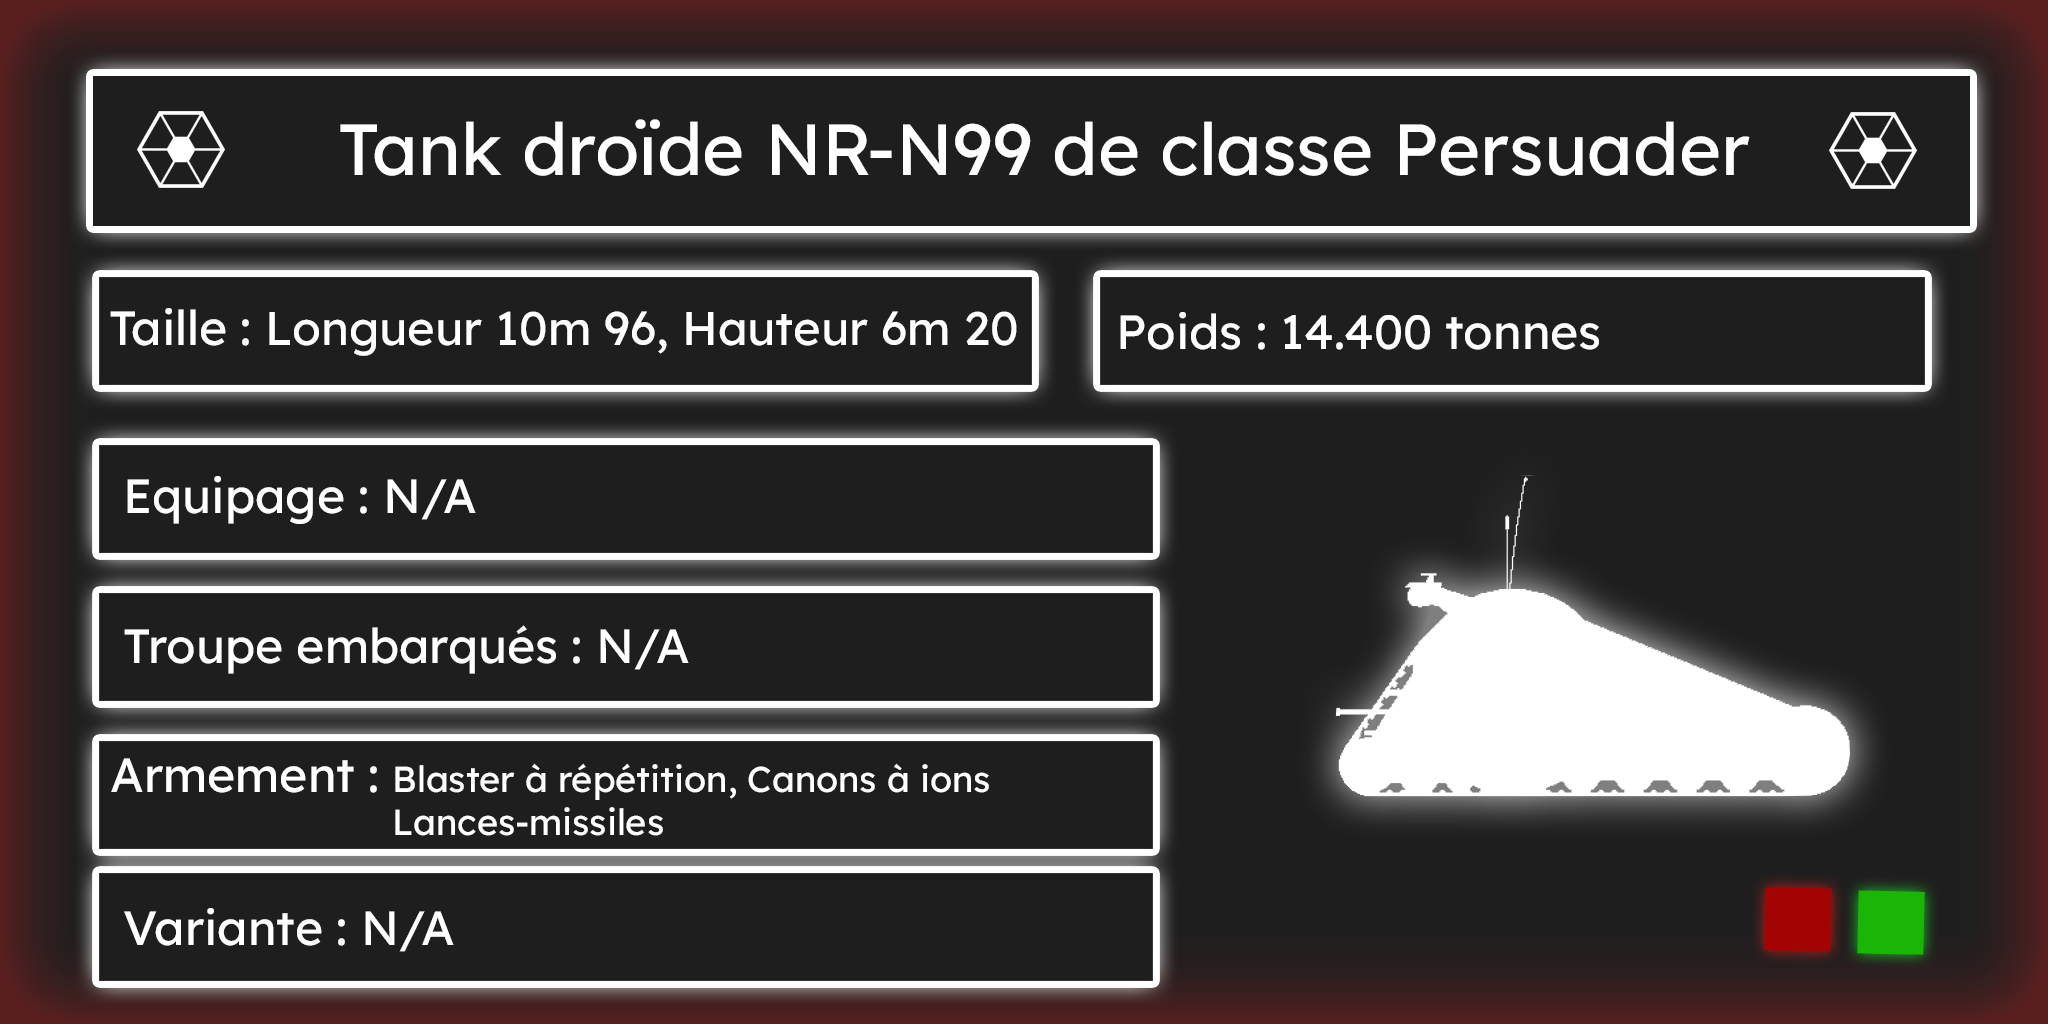 Tank droïde NR-N99 de classe Persuader
Taille : Longueur 10m 96, Hauteur 6m 20
Poids : 14.400 tonnes
Equipage : N/A
Troupe embarqués : N/A
Armement : Blaster à répétition, Canons à ions
Lances-missiles
Variante : N/A